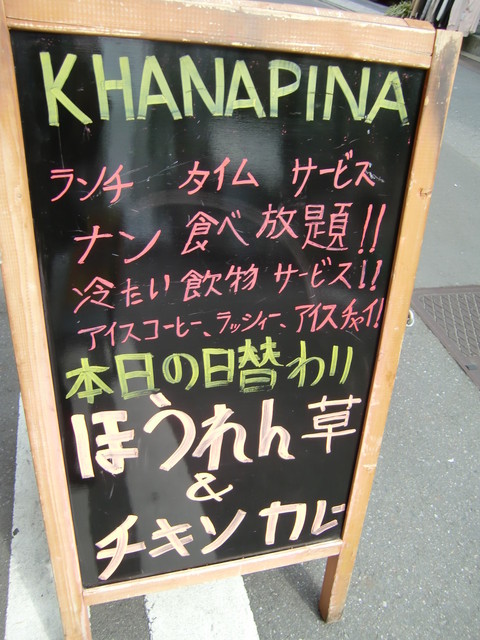 KHANAPINA
ランチ タイム サービス
ナン 食べ 放題!!
冷たい 飲物 サービス!!
アイスコーヒー、ラッシィー、アイスチャイ!
本日の日替わり
ほうれん草
&
チキンカレー